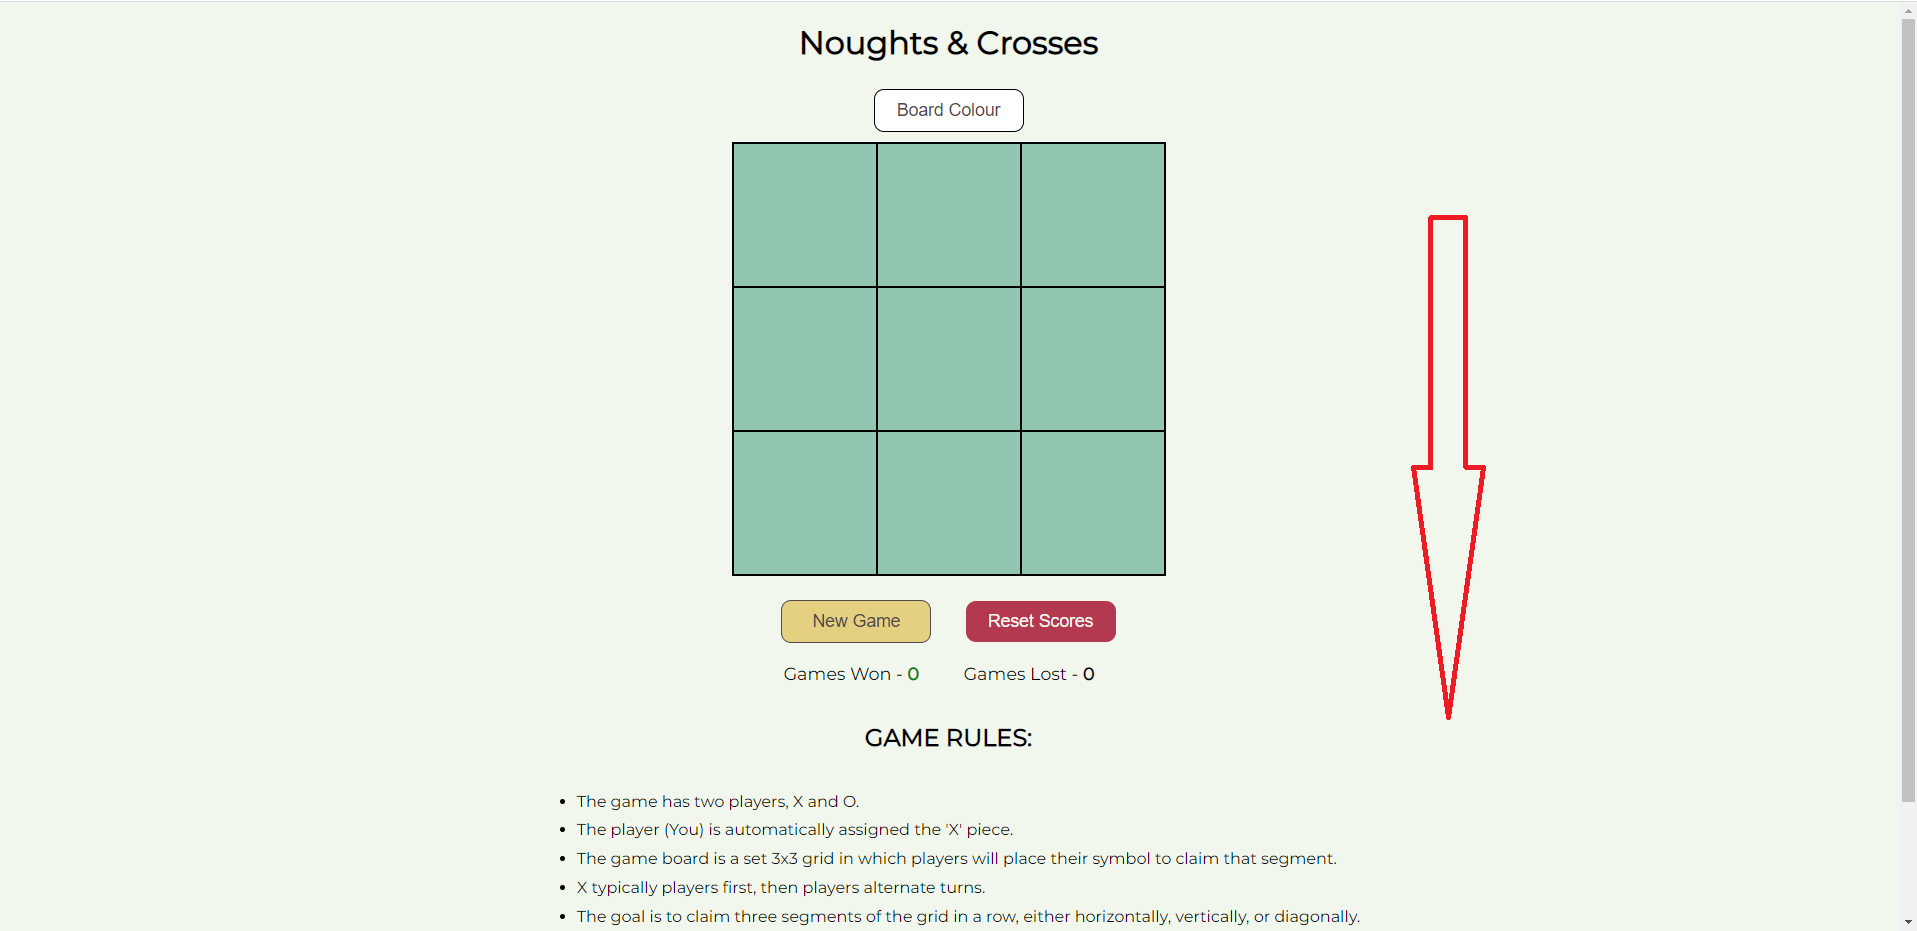 Noughts & Crosses
Board Colour
New Game
Reset Scores
Games Won - 0
Games Lost - 0
GAME RULES:
• The game has two players, X and O.
• The player (You) is automatically assigned the 'X' piece.
• The game board is a set 3x3 grid in which players will place their symbol to claim that segment.
• X typically players first, then players alternate turns.
• The goal is to claim three segments of the grid in a row, either horizontally, vertically, or diagonally.